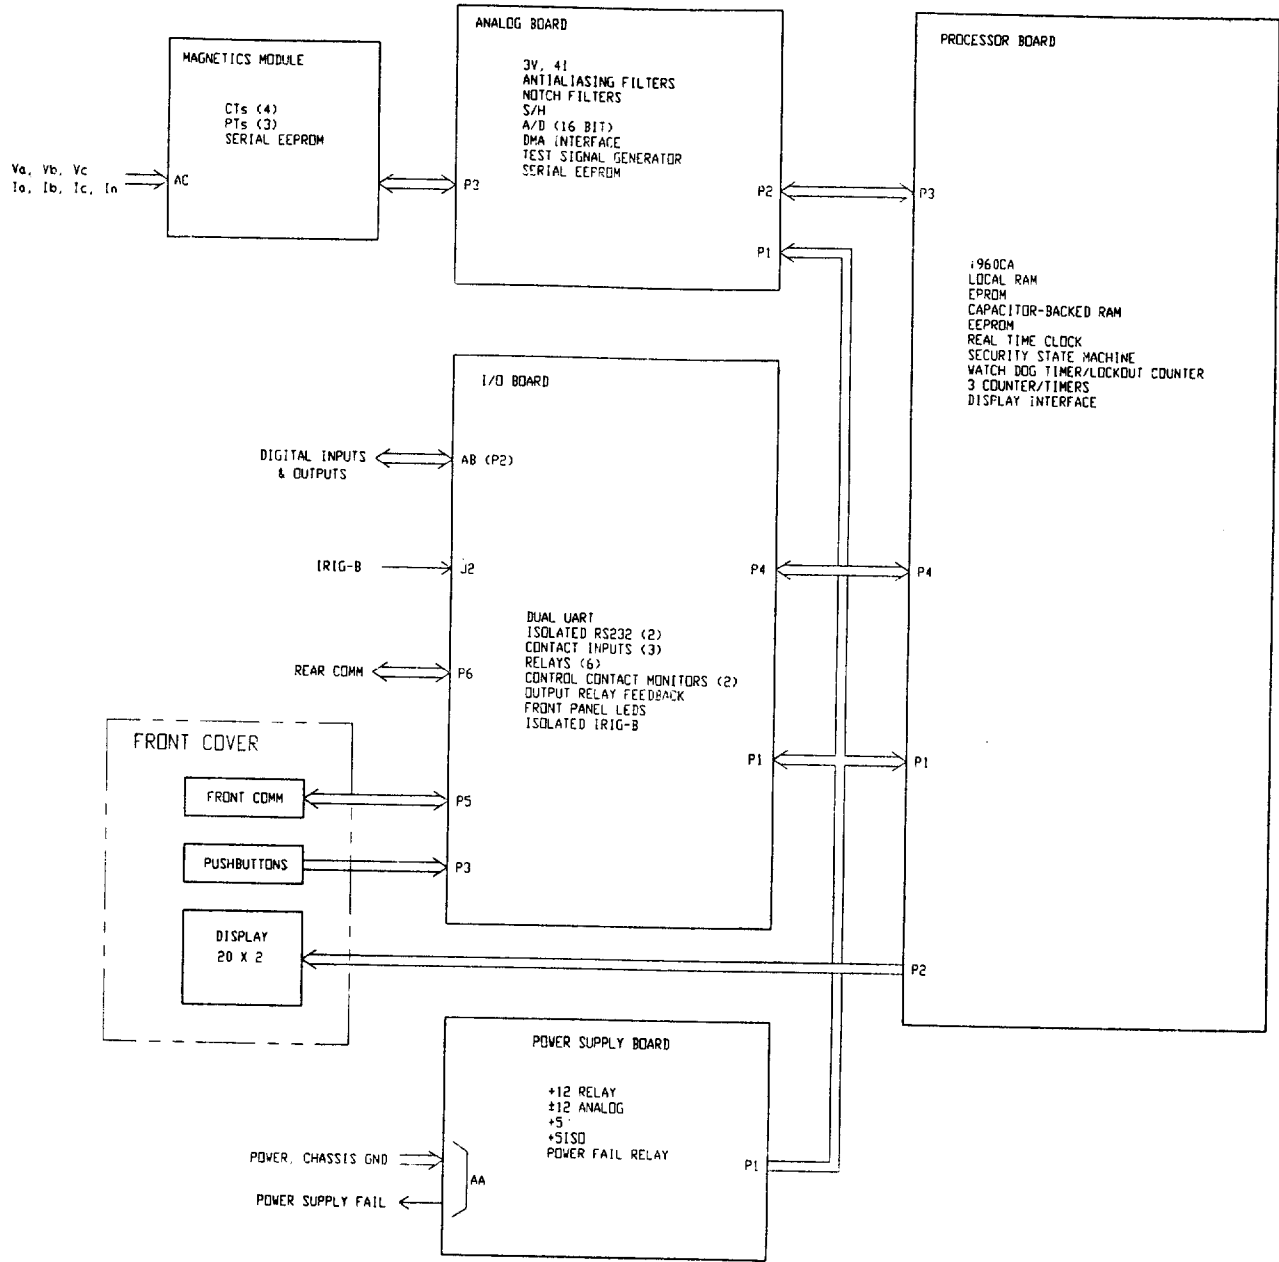 MAGNETICS MODULE
CTs (4)
PTs (3)
SERIAL EEPROM
Va, Vb, Vc
Ia, Ib, Ic, In
AC
ANALOG BOARD
3V, 4I
ANTIALIASING FILTERS
NOTCH FILTERS
S/H
A/D (16 BIT)
DMA INTERFACE
TEST SIGNAL GENERATOR
SERIAL EEPROM
P3
P2
P1
PROCESSOR BOARD
P3
i960CA
LOCAL RAM
EPROM
CAPACITOR-BACKED RAM
EEPROM
REAL TIME CLOCK
SECURITY STATE MACHINE
WATCH DOG TIMER/LOCKOUT COUNTER
3 COUNTER/TIMERS
DISPLAY INTERFACE
P4
P1
P2
I/O BOARD
DIGITAL INPUTS
& OUTPUTS
AB (P2)
IRIG-B
J2
P4
DUAL UART
ISOLATED RS232 (2)
CONTACT INPUTS (3)
RELAYS (6)
CONTROL CONTACT MONITORS (2)
OUTPUT RELAY FEEDBACK
FRONT PANEL LEDS
ISOLATED IRIG-B
REAR COMM
P6
P1
FRONT COVER
FRONT COMM
P5
PUSHBUTTONS
P3
DISPLAY
20 X 2
POWER SUPPLY BOARD
+12 RELAY
±12 ANALOG
+5
+5ISO
POWER FAIL RELAY
POWER, CHASSIS GND
POWER SUPPLY FAIL
AA
P1